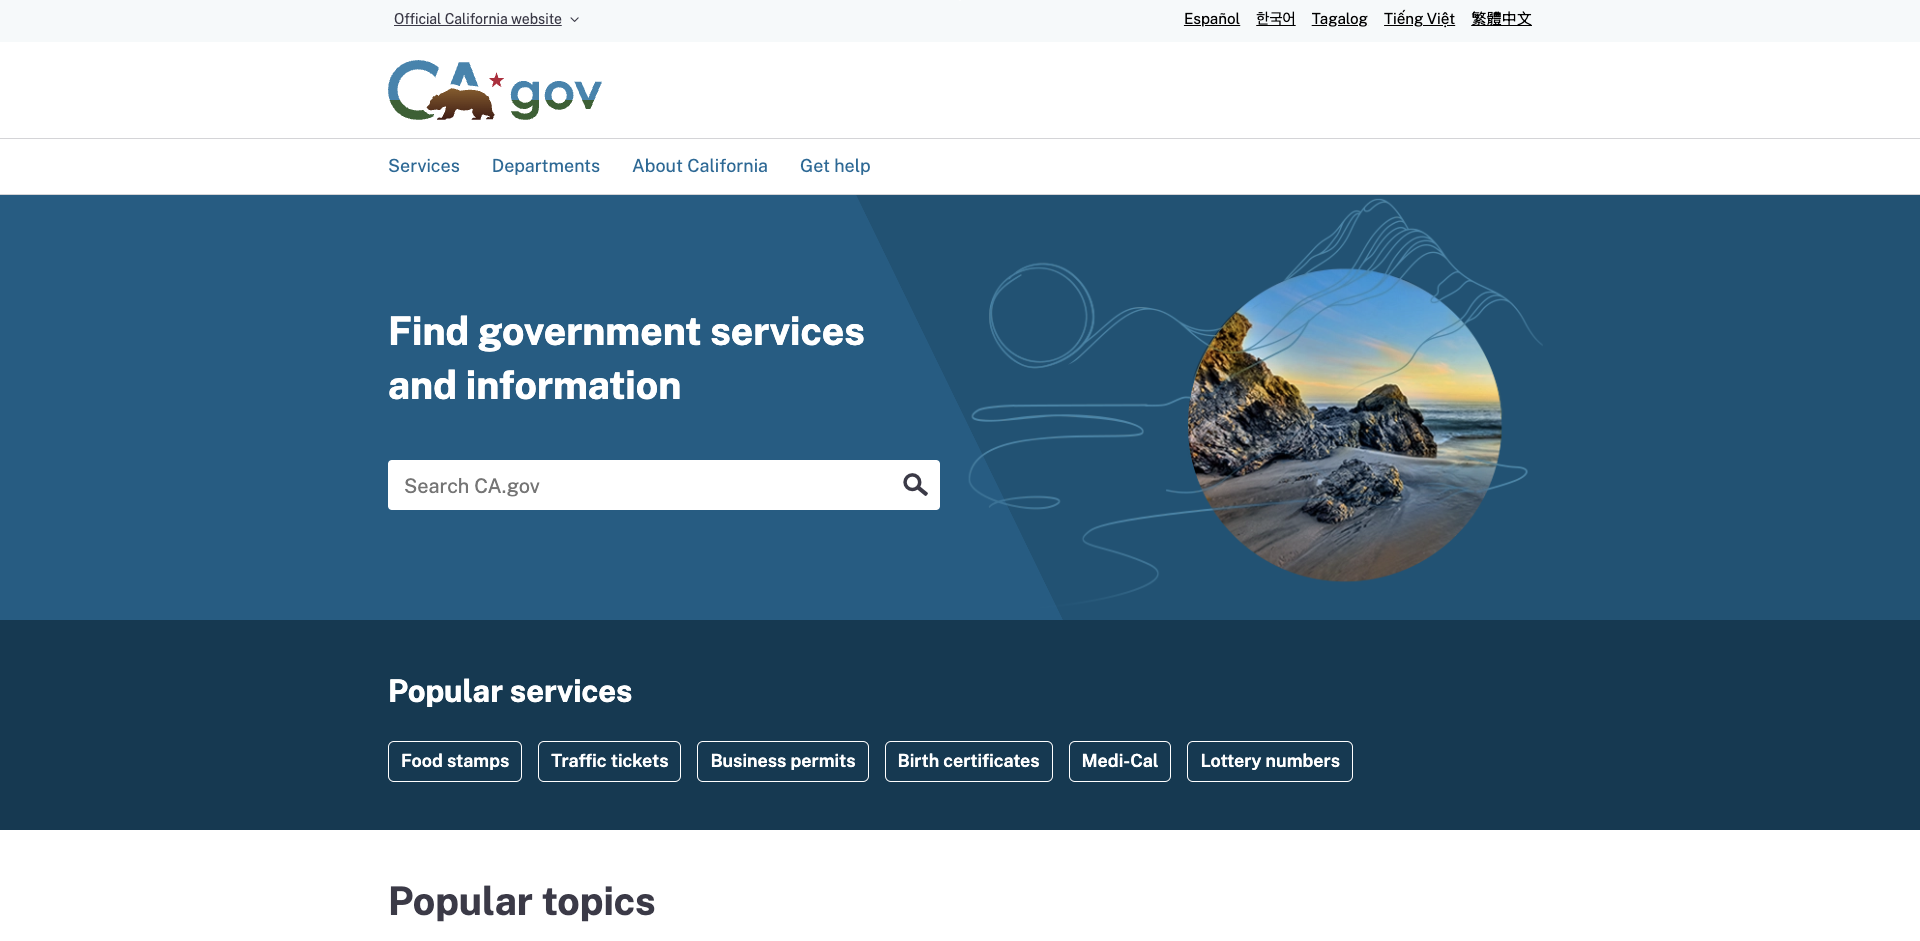 Official California website
Español 한국어 Tagalog Tiếng Việt 繁體中文
CA gov
Services Departments About California Get help
Find government services
and information
Search CA.gov
Popular services
Food stamps Traffic tickets Business permits Birth certificates Medi-Cal Lottery numbers
Popular topics